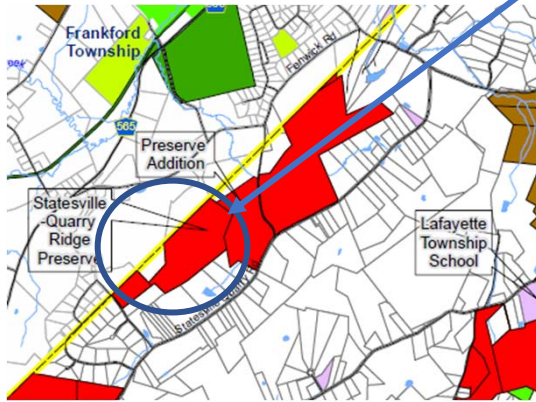 Frankford
Township
565
Fenwick Rd
Preserve
Addition
Statesville
-Quarry
Ridge
Preserve
Lafayette
Township
School
Statesville Quarry Rd